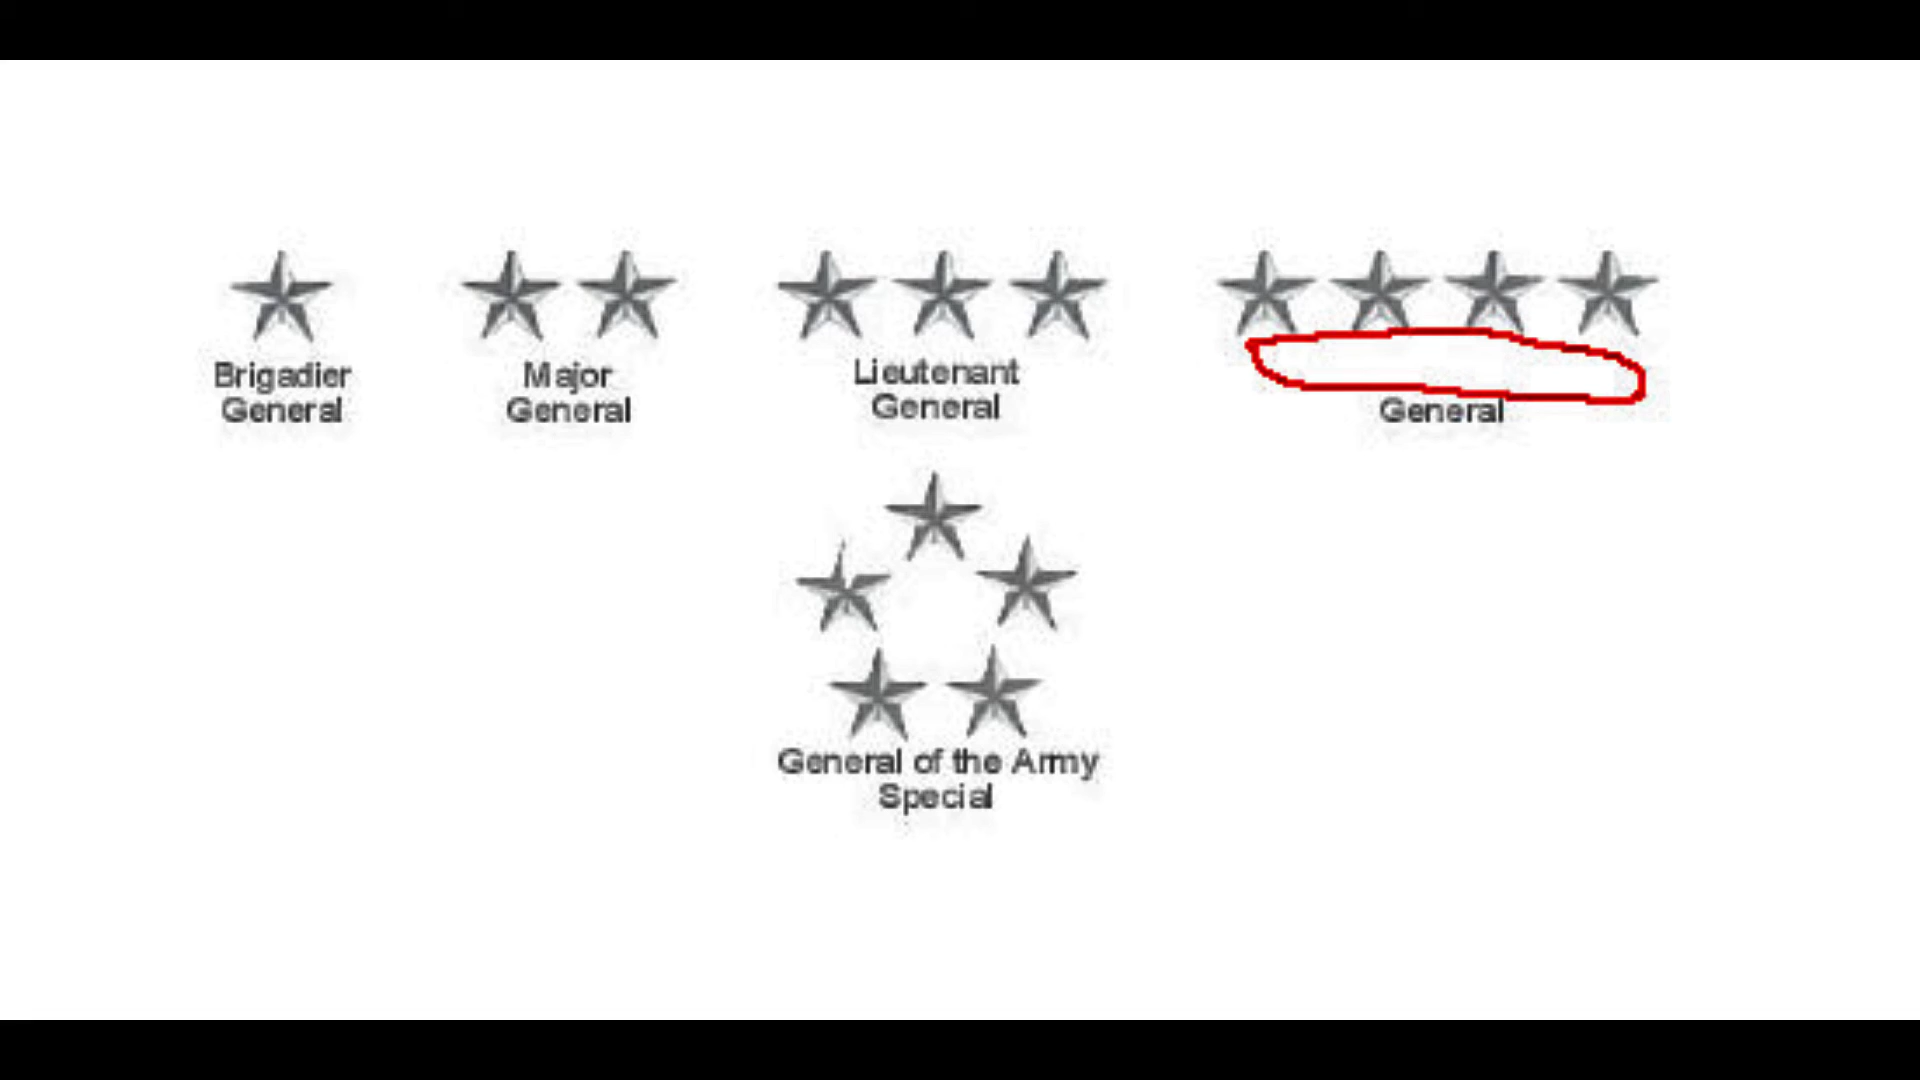 Brigadier
General
Major
General
Lieutenant
General
General
General of the Army
Special